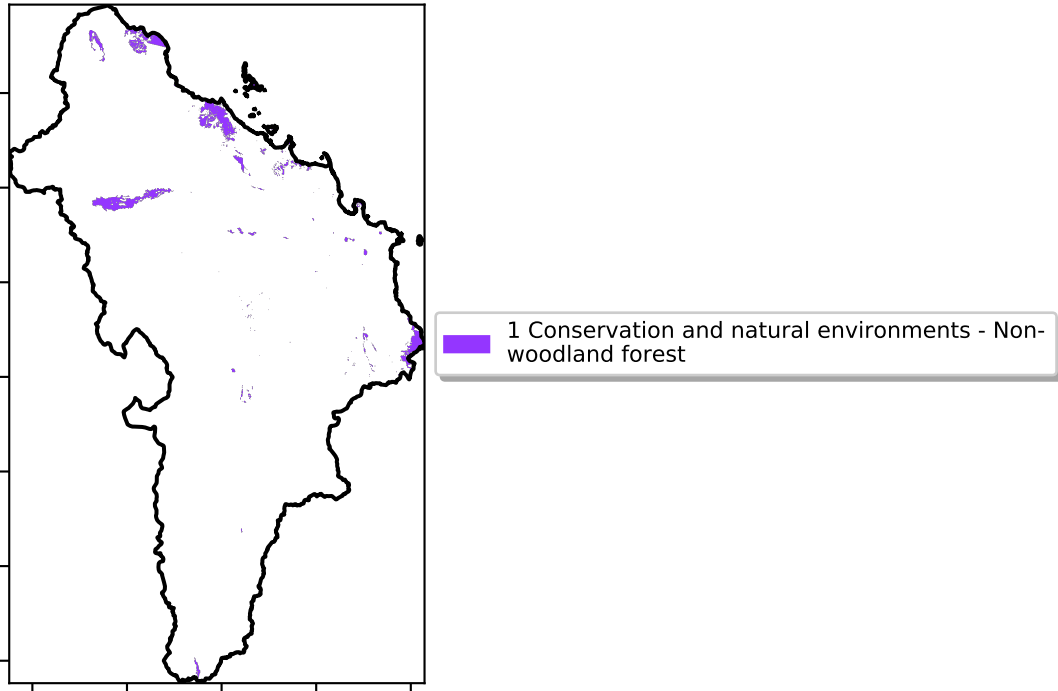 1 Conservation and natural environments - Non-
woodland forest